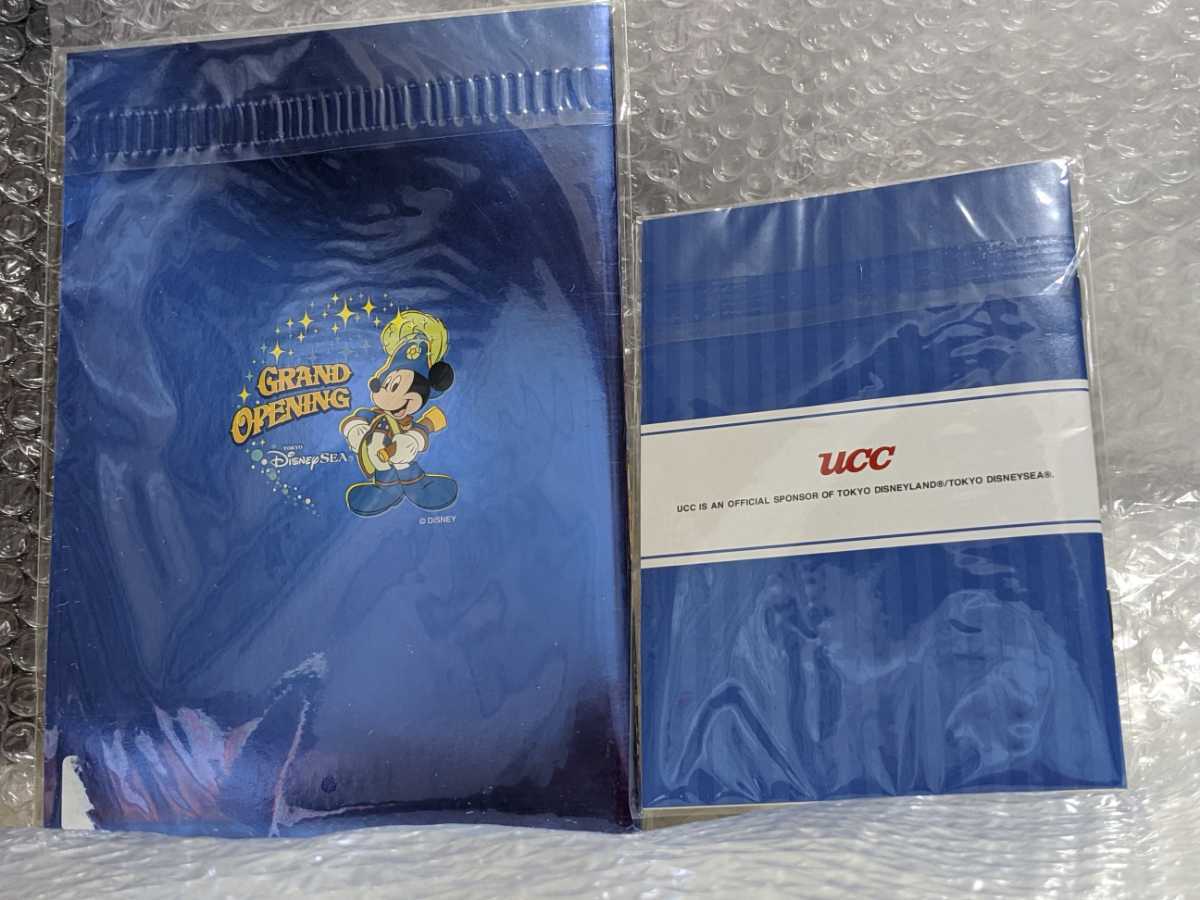 GRAND
OPENING
TOKYO
DISNEYSEA®
© DISNEY
UCC
UCC IS AN OFFICIAL SPONSOR OF TOKYO DISNEYLAND®/TOKYO DISNEYSEA®.